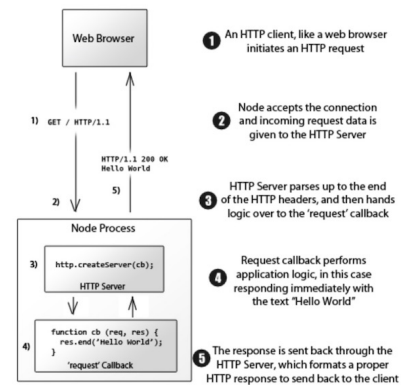 Web Browser
1) GET / HTTP/1.1
HTTP/1.1 200 OK
Hello World
5)
2)
Node Process
3) http.createServer(cb);
HTTP Server
4) function cb (req, res) {
res.end('Hello World');
}
'request' Callback
1 An HTTP client, like a web browser
initiates an HTTP request
2 Node accepts the connection
and incoming request data is
given to the HTTP Server
3 HTTP Server parses up to the end
of the HTTP headers, and then hands
logic over to the 'request' callback
4 Request callback performs
application logic, in this case
responding immediately with
the text "Hello World"
5 The response is sent back through the
HTTP Server, which formats a proper
HTTP response to send back to the client